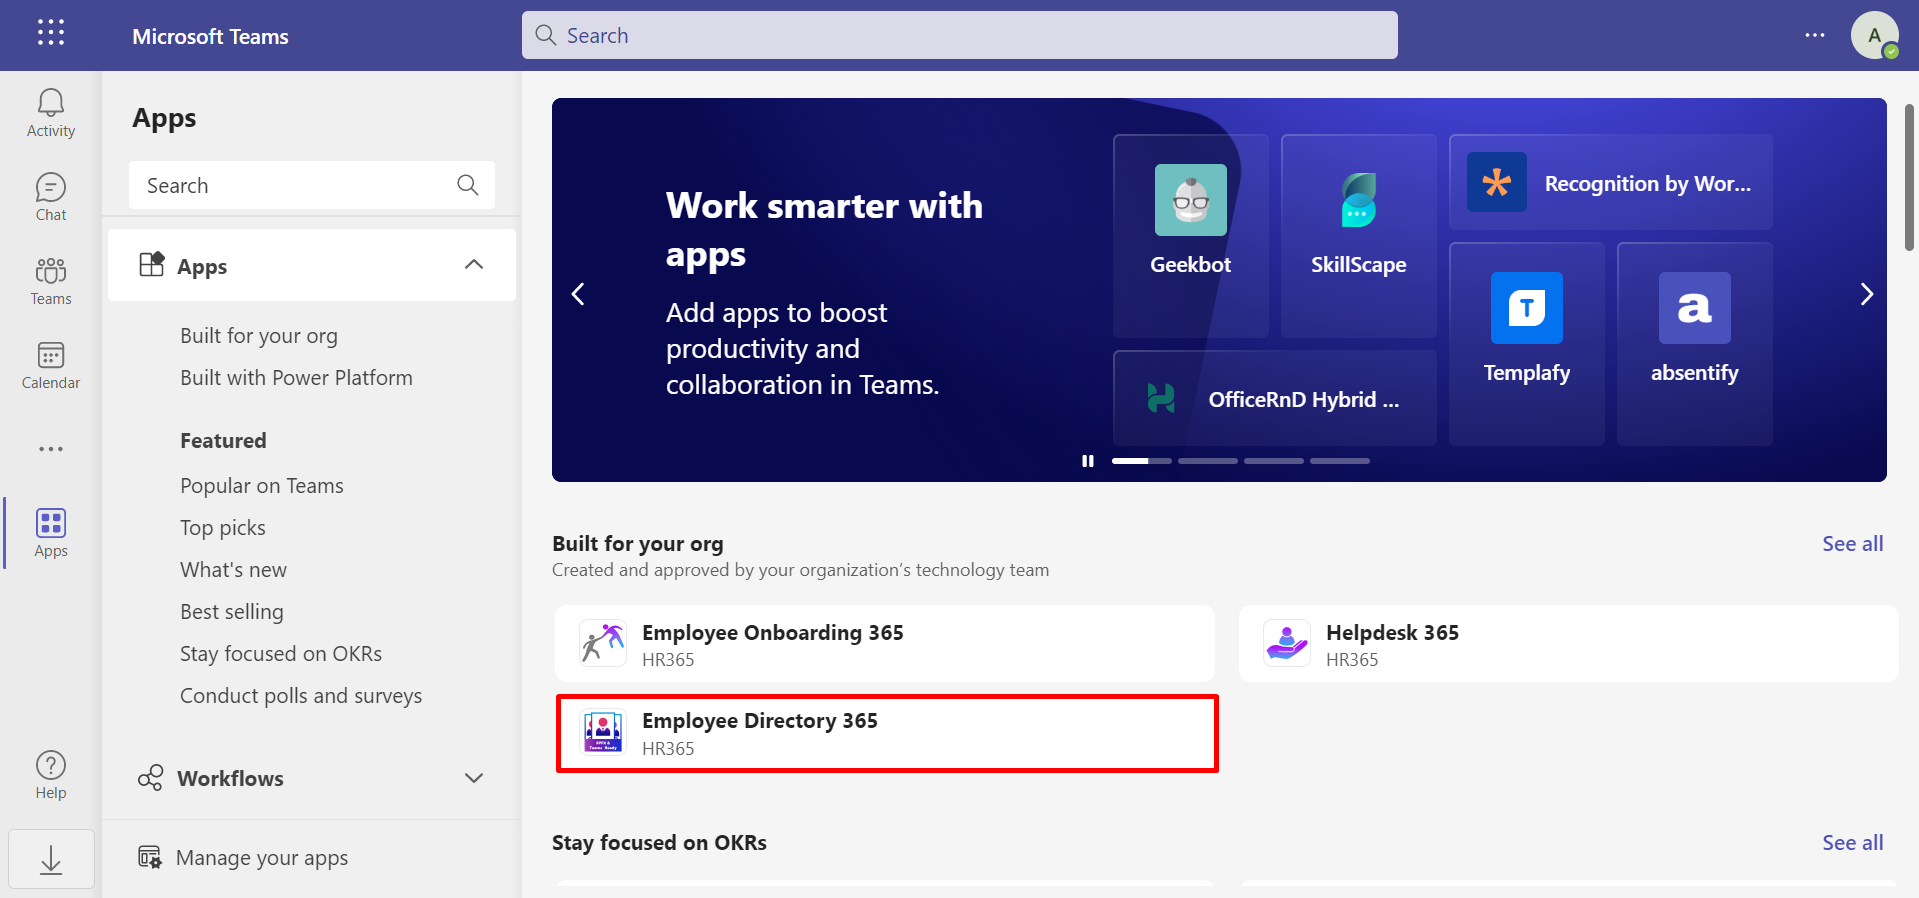 Microsoft Teams
Search
A
Activity
Chat
Teams
Calendar
Apps
Help
Apps
Search
Apps
Built for your org
Built with Power Platform
Featured
Popular on Teams
Top picks
What's new
Best selling
Stay focused on OKRs
Conduct polls and surveys
Workflows
Manage your apps
Work smarter with
apps
Add apps to boost
productivity and
collaboration in Teams.
Geekbot
SkillScape
Recognition by Wor...
OfficeRnD Hybrid ...
T
Templafy
a
absentify
Built for your org
See all
Created and approved by your organization’s technology team
Employee Onboarding 365
HR365
Helpdesk 365
HR365
Employee Directory 365
HR365
Teams Ready
Stay focused on OKRs
See all